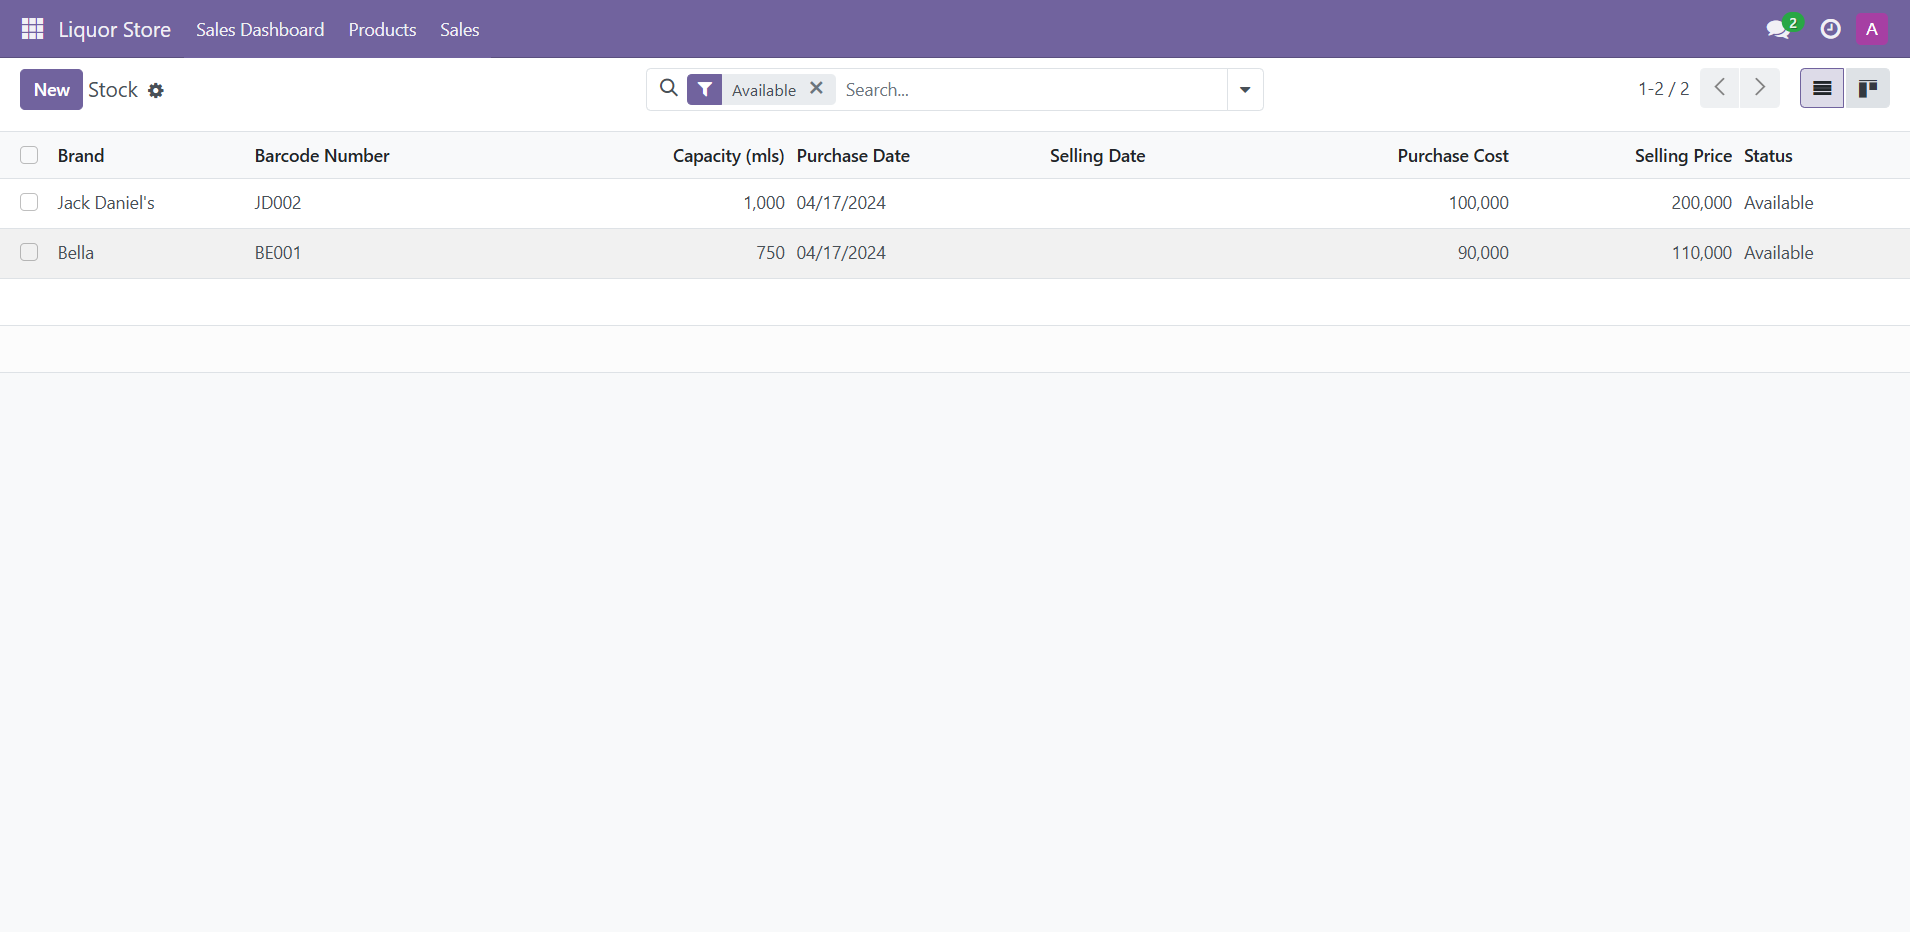 Liquor Store Sales Dashboard Products Sales 2 A
New Stock Available Search... 1-2 / 2
Brand Barcode Number Capacity (mls) Purchase Date Selling Date Purchase Cost Selling Price Status
Jack Daniel's JD002 1,000 04/17/2024 100,000 200,000 Available
Bella BE001 750 04/17/2024 90,000 110,000 Available